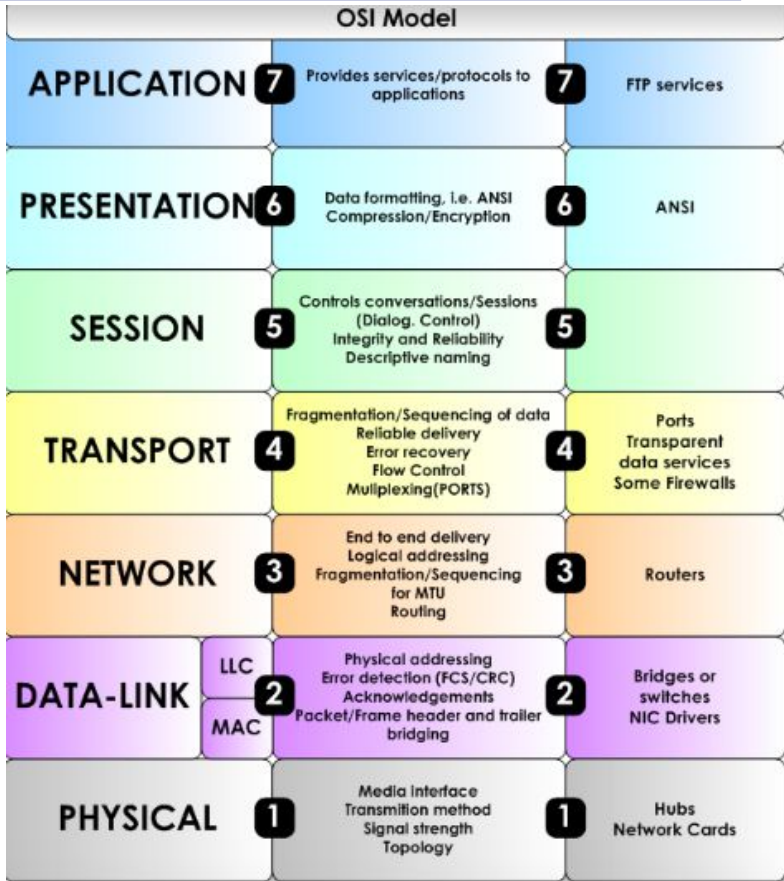 OSI Model
APPLICATION
7
Provides services/protocols to
applications
7
FTP services
PRESENTATION
6
Data formatting, i.e. ANSI
Compression/Encryption
6
ANSI
SESSION
5
Controls conversations/Sessions
(Dialog. Control)
Integrity and Reliability
Descriptive naming
5
TRANSPORT
4
Fragmentation/Sequencing of data
Reliable delivery
Error recovery
Flow Control
Muliplexing(PORTS)
4
Ports
Transparent
data services
Some Firewalls
NETWORK
3
End to end delivery
Logical addressing
Fragmentation/Sequencing
for MTU
Routing
3
Routers
DATA-LINK
LLC
MAC
2
Physical addressing
Error detection (FCS/CRC)
Acknowledgements
Packet/Frame header and trailer
bridging
2
Bridges or
switches
NIC Drivers
PHYSICAL
1
Media interface
Transmition method
Signal strength
Topology
1
Hubs
Network Cards